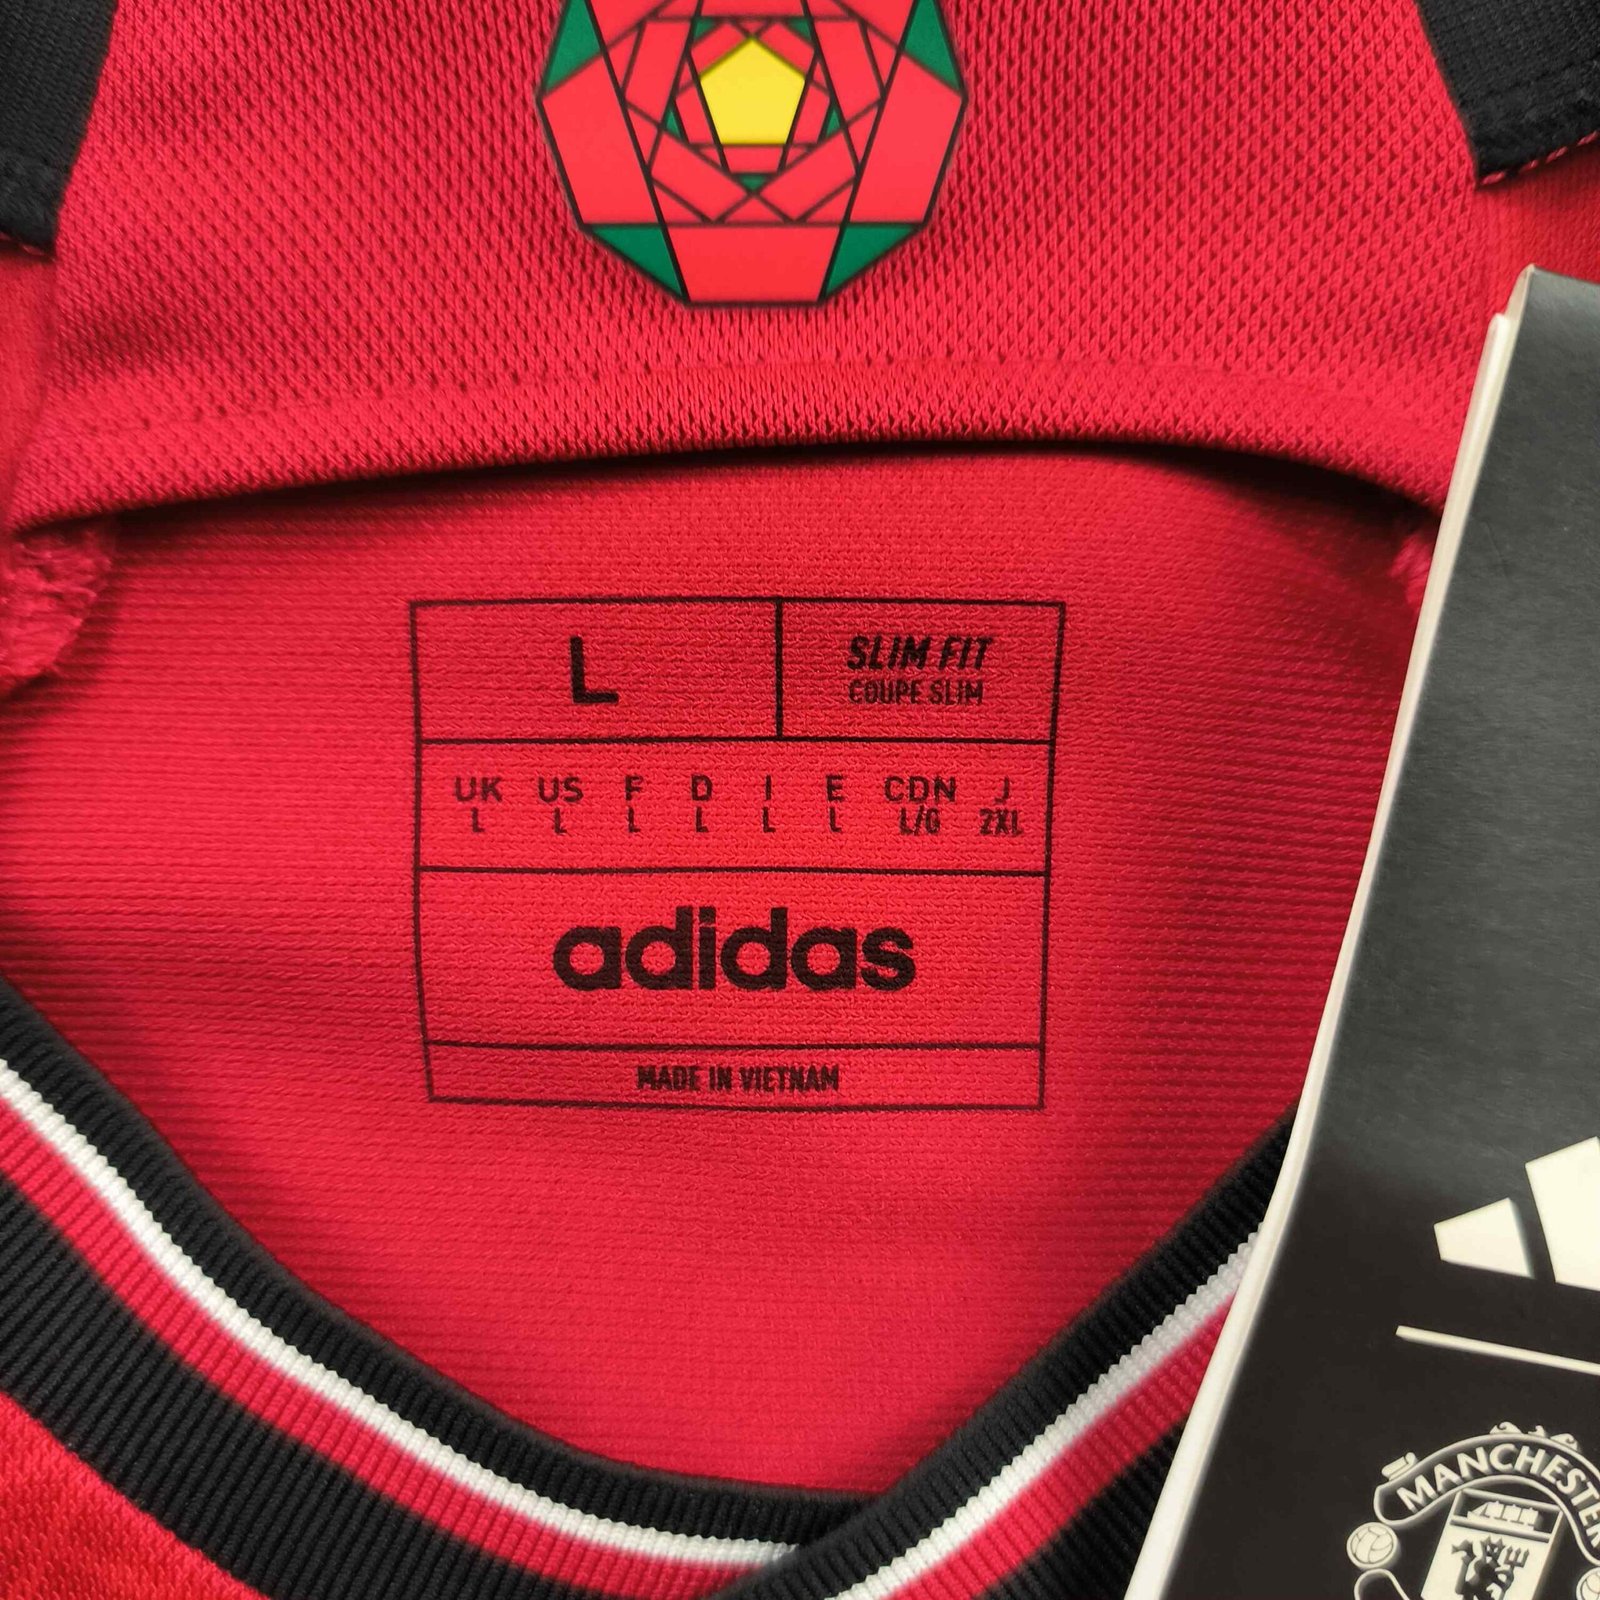 L
SLIM FIT
COUPE SLIM
UK US F D I E CDN J
L L L L L L L/G 2XL
adidas
MADE IN VIETNAM
MANCHESTER